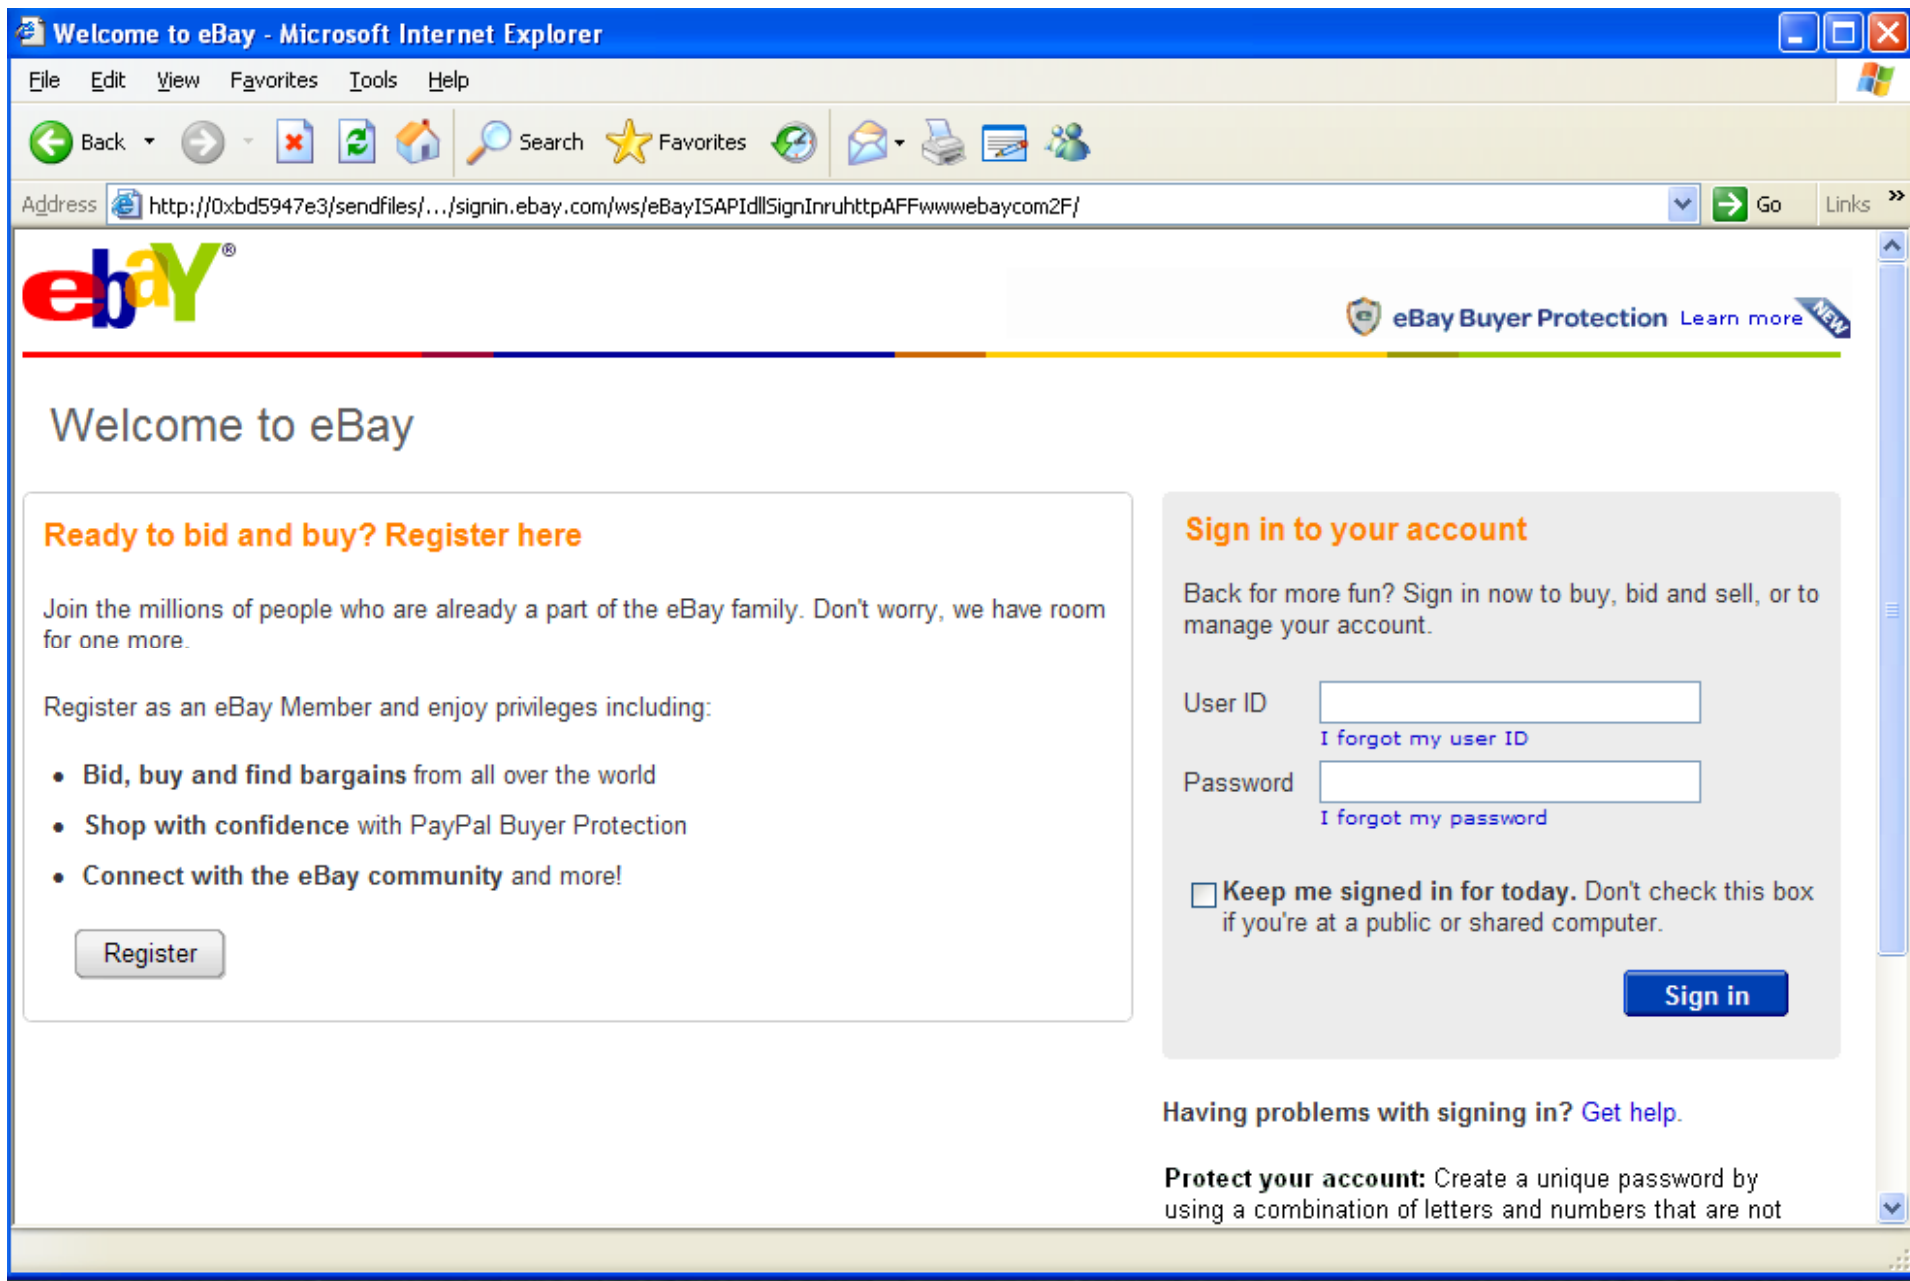 Welcome to eBay - Microsoft Internet Explorer
File Edit View Favorites Tools Help
Back Search Favorites
Address http://0xbd5947e3/sendfiles/.../signin.ebay.com/ws/eBayISAPIdllSignInruhttpAFFwwwebaycom2F/ Go Links »
ebaY®
eBay Buyer Protection Learn more NEW
Welcome to eBay
Ready to bid and buy? Register here
Join the millions of people who are already a part of the eBay family. Don't worry, we have room
for one more.
Register as an eBay Member and enjoy privileges including:
• Bid, buy and find bargains from all over the world
• Shop with confidence with PayPal Buyer Protection
• Connect with the eBay community and more!
Register
Sign in to your account
Back for more fun? Sign in now to buy, bid and sell, or to
manage your account.
User ID
I forgot my user ID
Password
I forgot my password
Keep me signed in for today. Don't check this box
if you're at a public or shared computer.
Sign in
Having problems with signing in? Get help.
Protect your account: Create a unique password by
using a combination of letters and numbers that are not